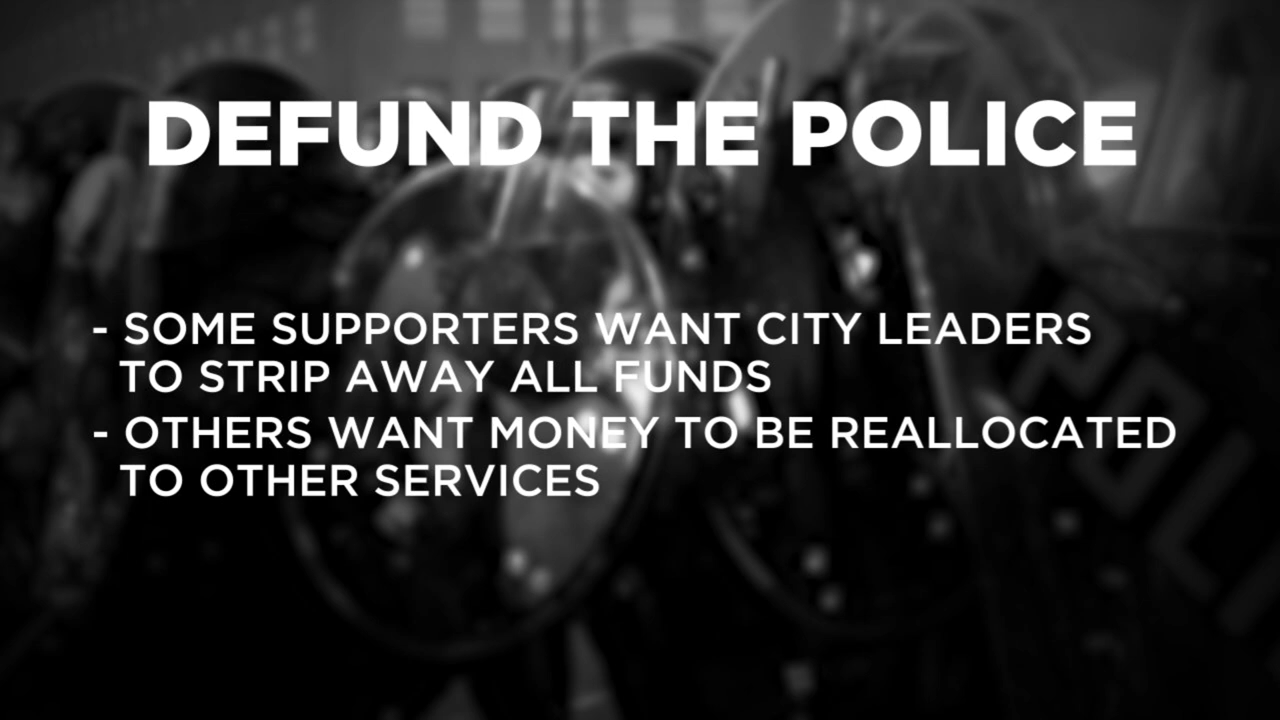 DEFUND THE POLICE
- SOME SUPPORTERS WANT CITY LEADERS
TO STRIP AWAY ALL FUNDS
- OTHERS WANT MONEY TO BE REALLOCATED
TO OTHER SERVICES